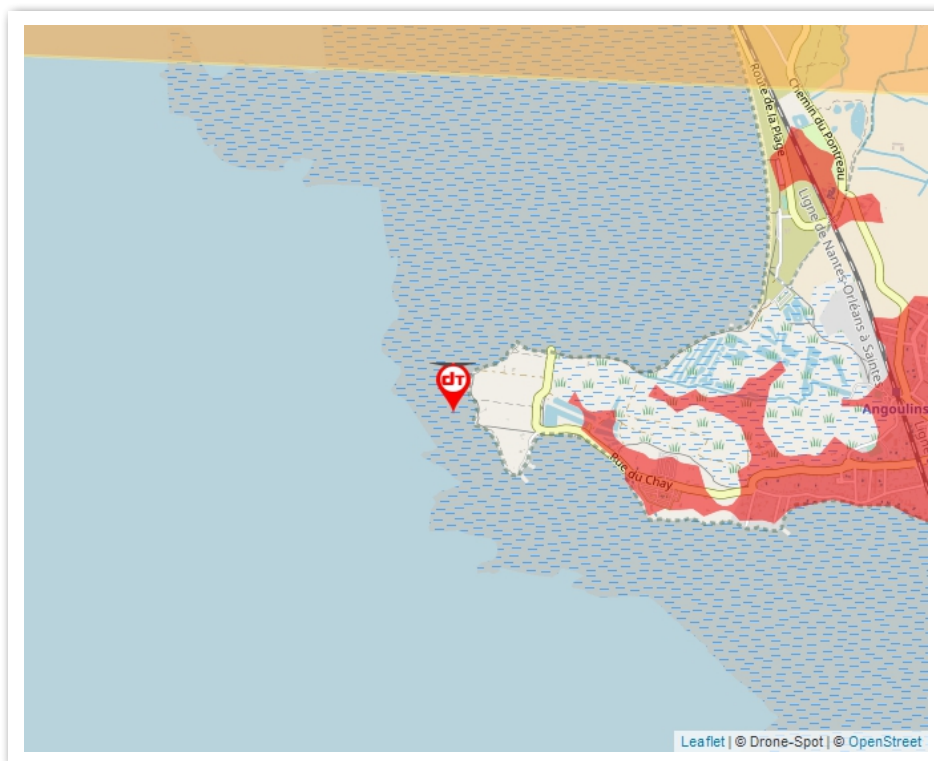 Route de la Plage
Chemin du Pontreau
Ligne de Nantes-Orléans à Saintes
dT
Angoulins
Rue du Chay
Ligne
Leaflet | © Drone-Spot | © OpenStreet